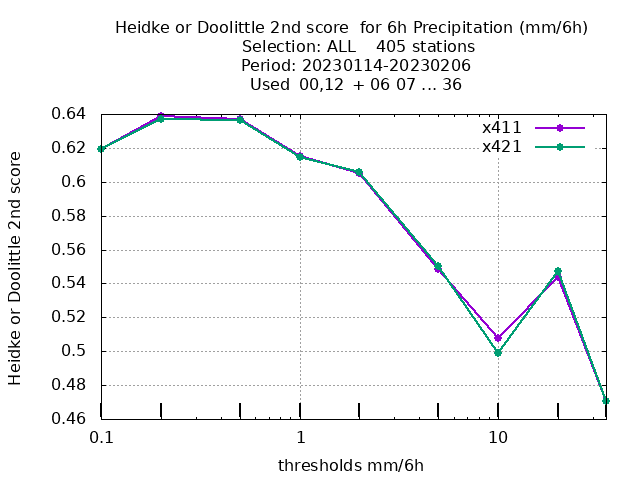 Heidke or Doolittle 2nd score  for 6h Precipitation (mm/6h)
Selection: ALL    405 stations
Period: 20230114-20230206
Used  00,12  + 06 07 ... 36
x411
x421
0.64
0.62
0.6
0.58
0.56
0.54
0.52
0.5
0.48
0.46
Heidke or Doolittle 2nd score
0.1
1
10
thresholds mm/6h